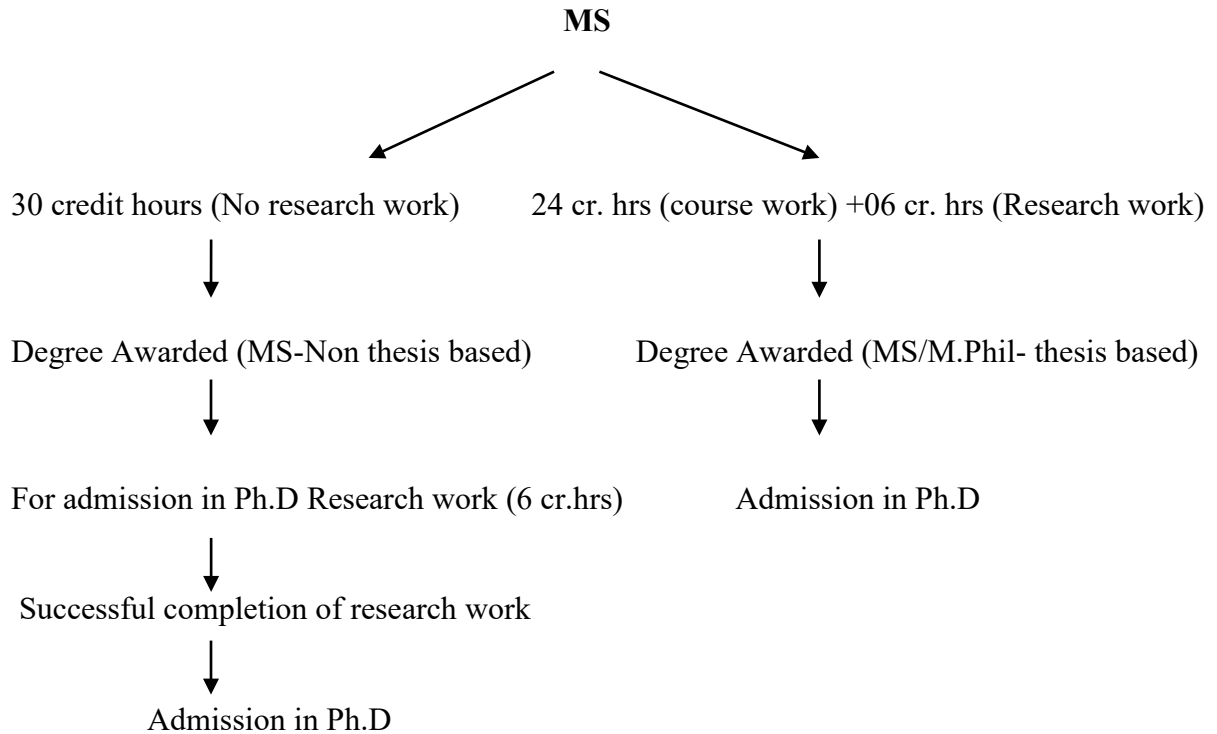 MS
30 credit hours (No research work)
24 cr. hrs (course work) +06 cr. hrs (Research work)
Degree Awarded (MS-Non thesis based)
Degree Awarded (MS/M.Phil- thesis based)
For admission in Ph.D Research work (6 cr.hrs)
Admission in Ph.D
Successful completion of research work
Admission in Ph.D